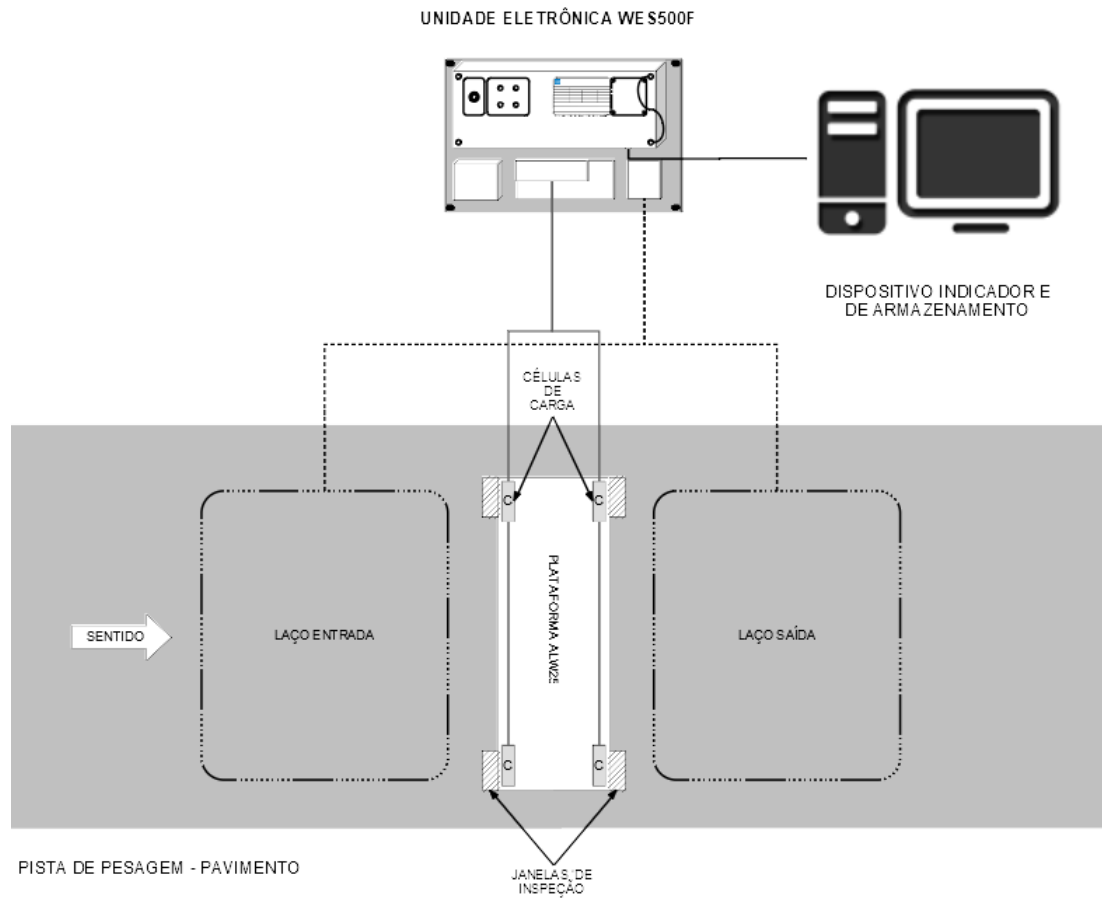 UNIDADE ELETRÔNICA WES500F
DISPOSITIVO INDICADOR E
DE ARMAZENAMENTO
CÉLULAS
DE
CARGA
C
C
PLATAFORMA ALW25
SENTIDO
LAÇO ENTRADA
LAÇO SAÍDA
C
C
PISTA DE PESAGEM - PAVIMENTO
JANELAS DE
INSPEÇÃO